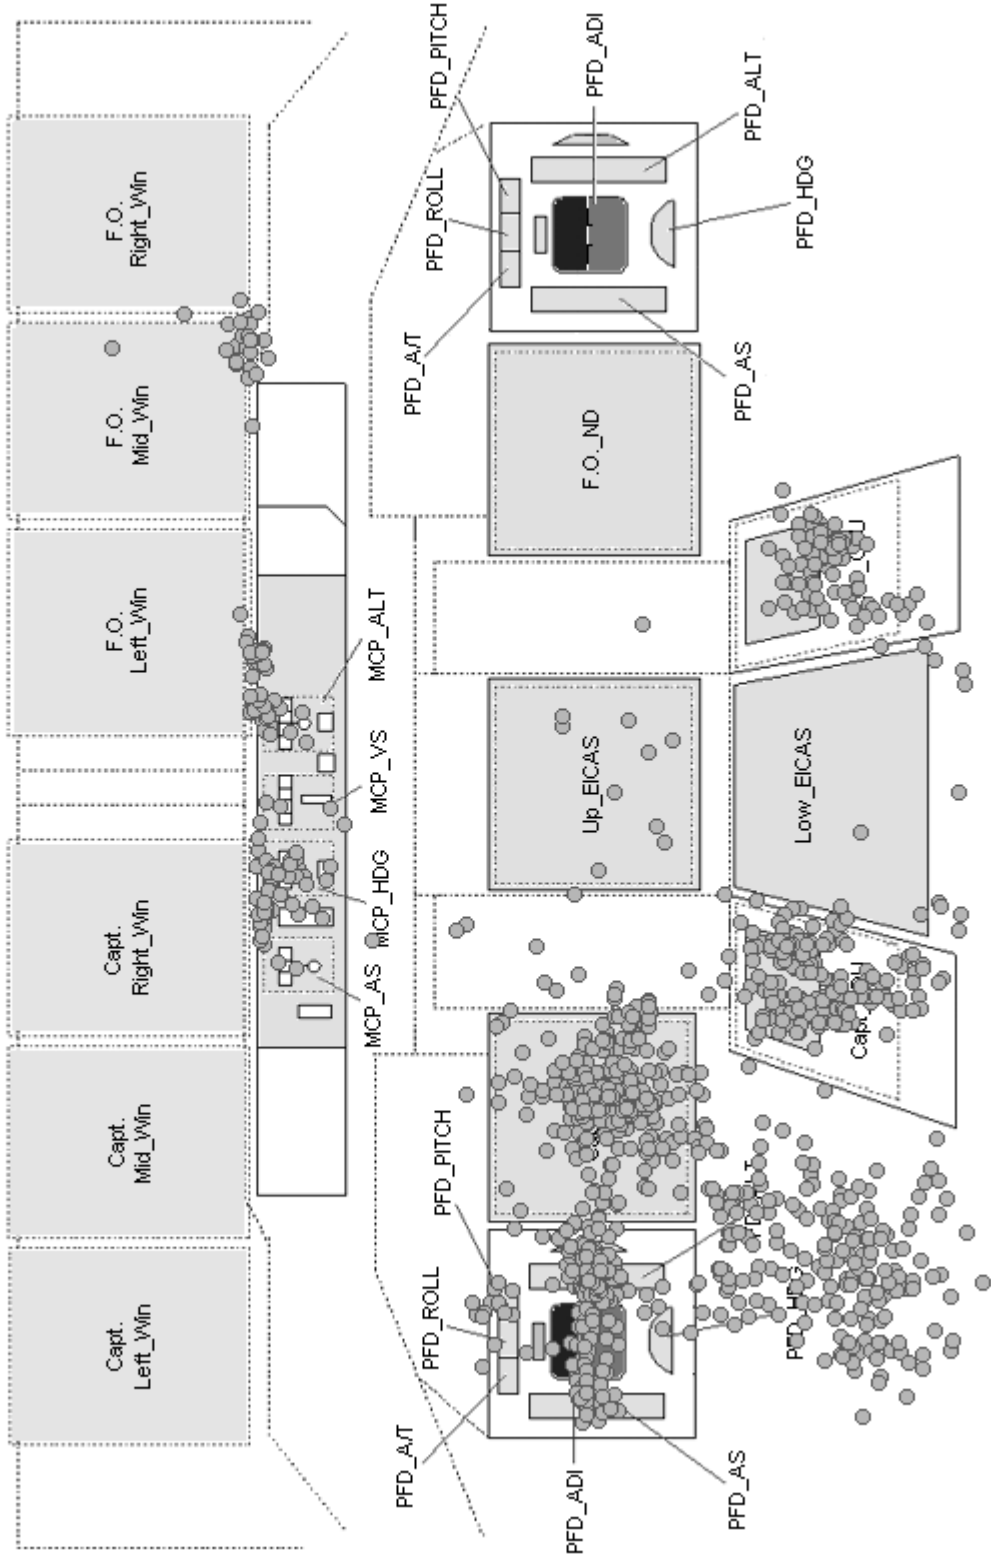 Capt.
Left_Win
Capt.
Mid_Win
Capt.
Right_Win
F.O.
Left_Win
F.O.
Mid_Win
F.O.
Right_Win
MCP_AS
MCP_HDG
MCP_VS
MCP_ALT
PFD_A/T
PFD_ROLL
PFD_PITCH
PFD_ADI
PFD_AS
PFD_HDG
Up_EICAS
Low_EICAS
F.O._ND
PFD_A/T
PFD_ROLL
PFD_PITCH
PFD_ADI
PFD_AS
PFD_HDG
PFD_ALT